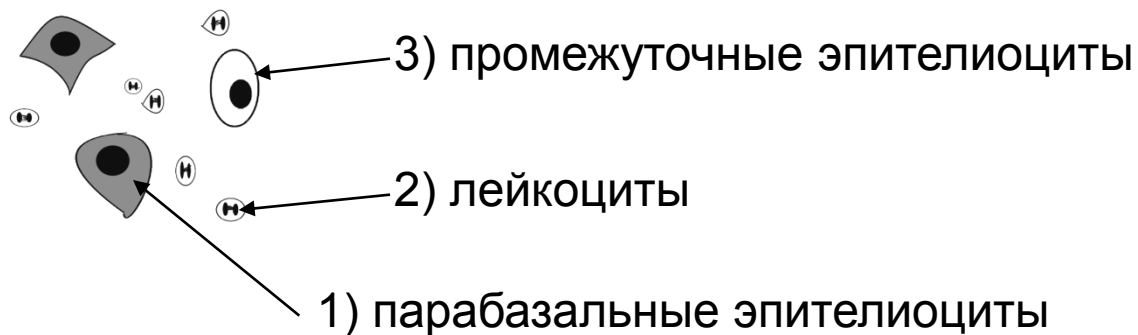 3) промежуточные эпителиоциты
2) лейкоциты
1) парабазальные эпителиоциты